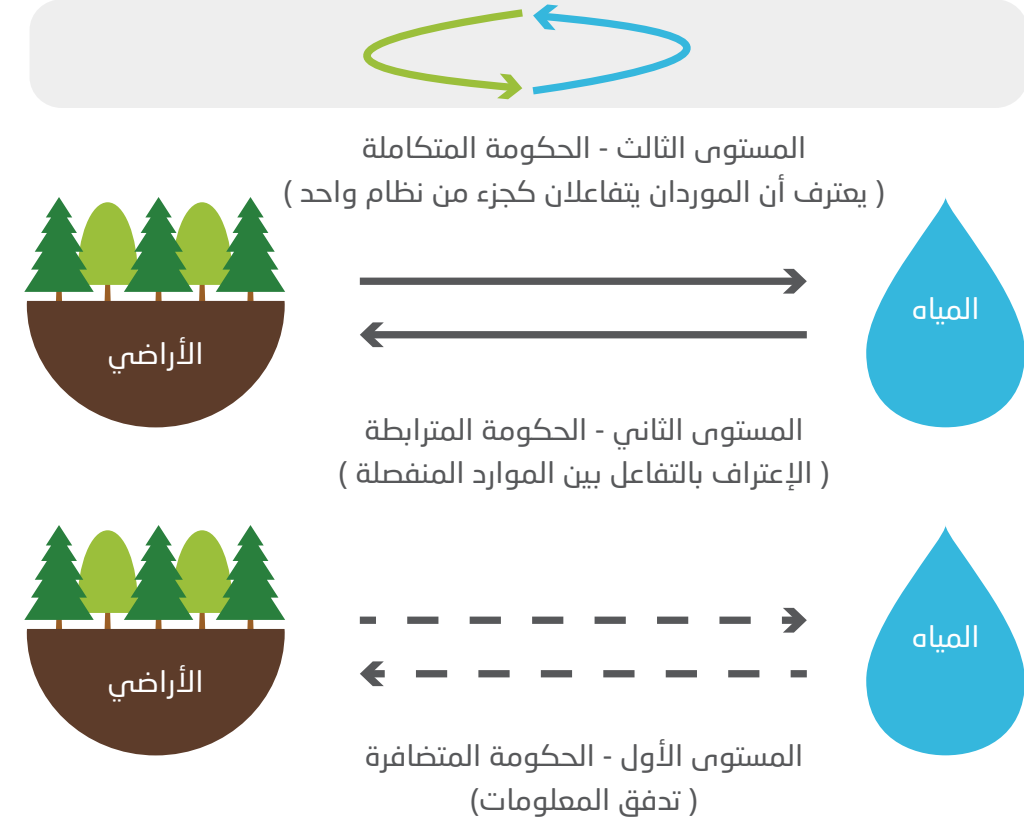 المستوى الثالث - الحكومة المتكاملة
( يعترف أن الموردان يتفاعلان كجزء من نظام واحد )
المياه
الأراضي
المستوى الثاني - الحكومة المترابطة
( الإعتراف بالتفاعل بين الموارد المنفصلة )
المياه
الأراضي
المستوى الأول - الحكومة المتضافرة
( تدفق المعلومات)